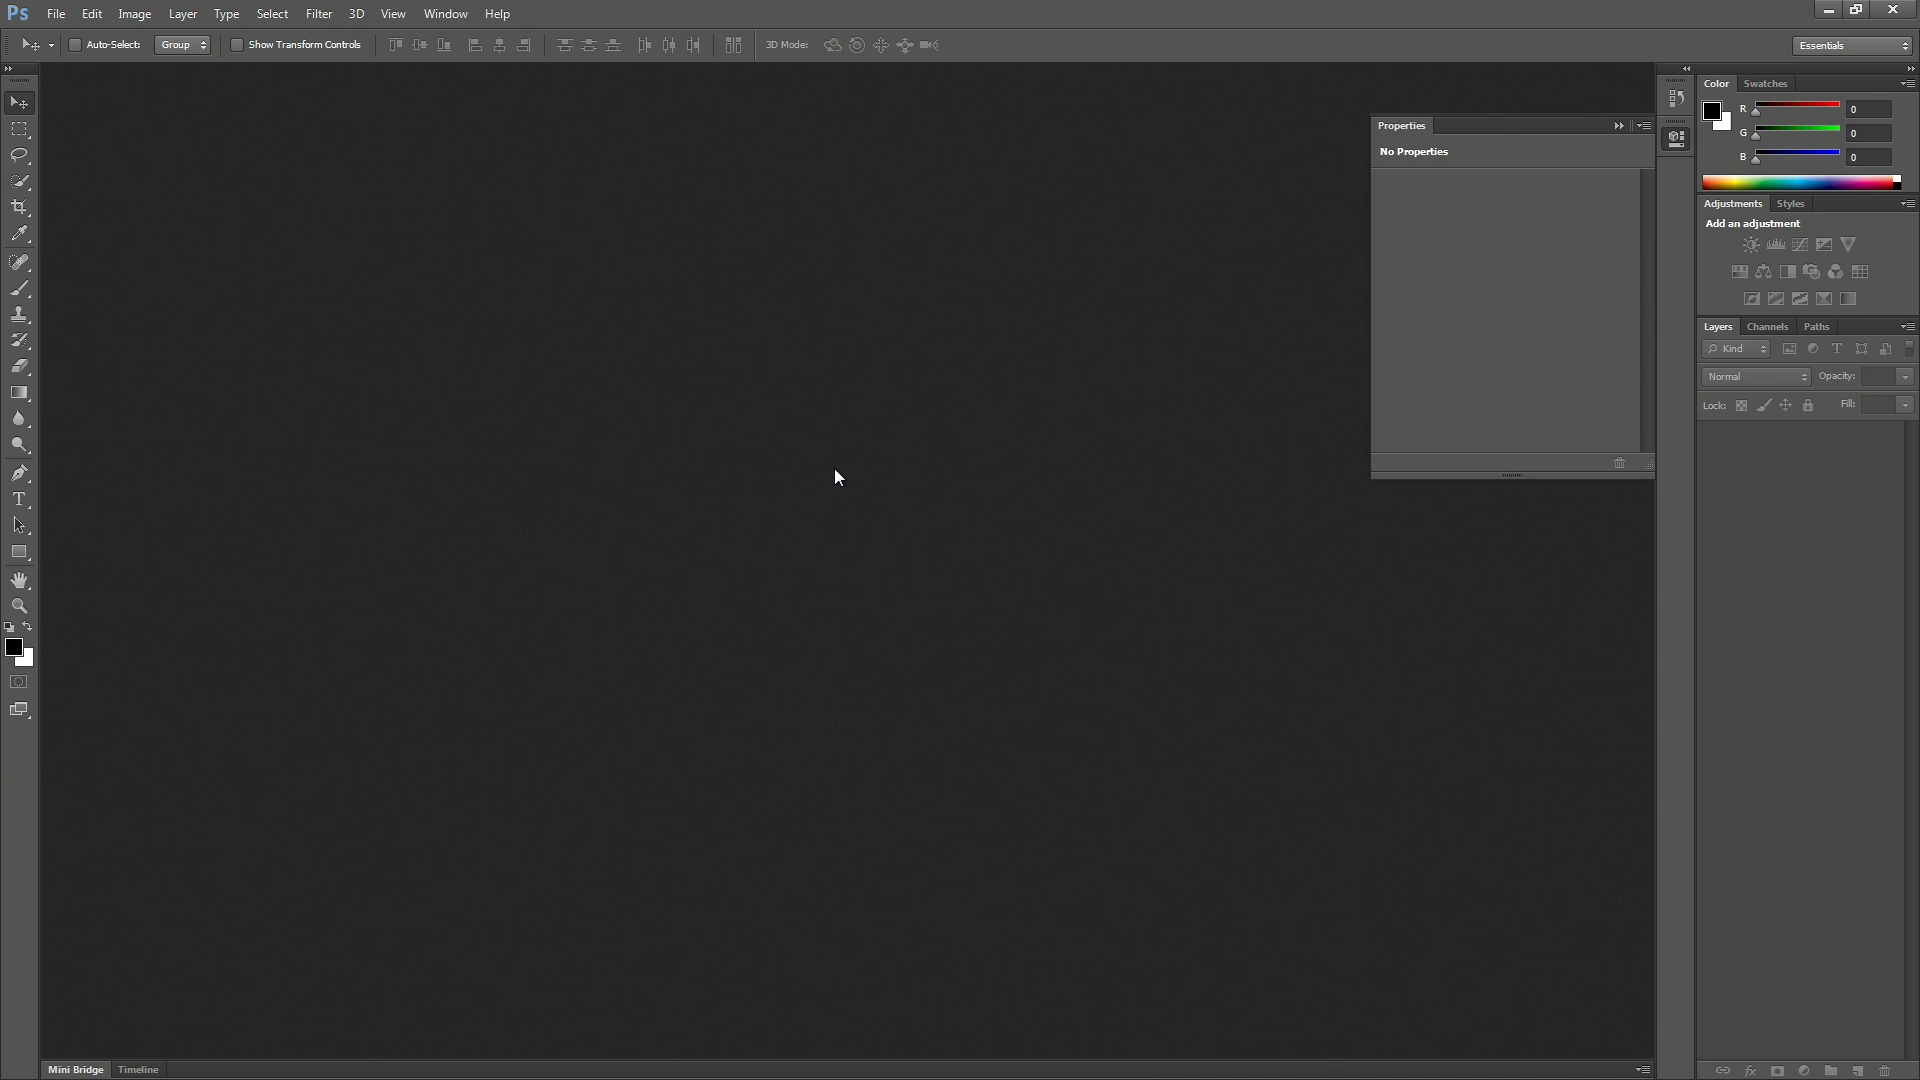 Ps File Edit Image Layer Type Select Filter 3D View Window Help
Auto-Select: Group Show Transform Controls 3D Mode: Essentials
Color Swatches
R 0
G 0
B 0
Properties
No Properties
Adjustments Styles
Add an adjustment
Layers Channels Paths
Kind T
Normal Opacity:
Lock: Fill:
T
fx
Mini Bridge Timeline